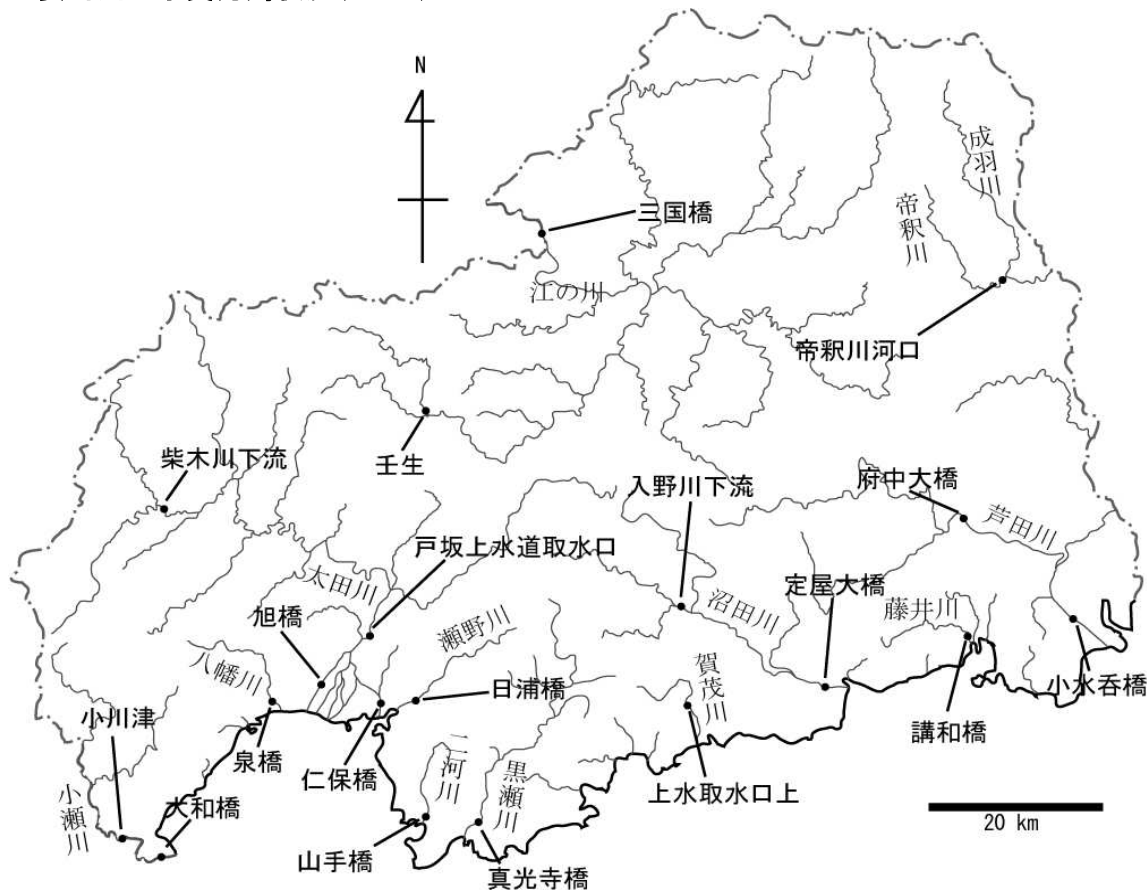 N
成羽川
帝釈川
三国橋
江の川
帝釈川河口
柴木川下流
壬生
入野川下流
府中大橋
芦田川
戸坂上水道取水口
太田川
旭橋
瀬野川
沼田川
定屋大橋
藤井川
八幡川
賀茂川
小川津
日浦橋
小水呑橋
泉橋
仁保橋
講和橋
二河川
黒瀬川
上水取水口上
小瀬川
大和橋
20 km
山手橋
真光寺橋